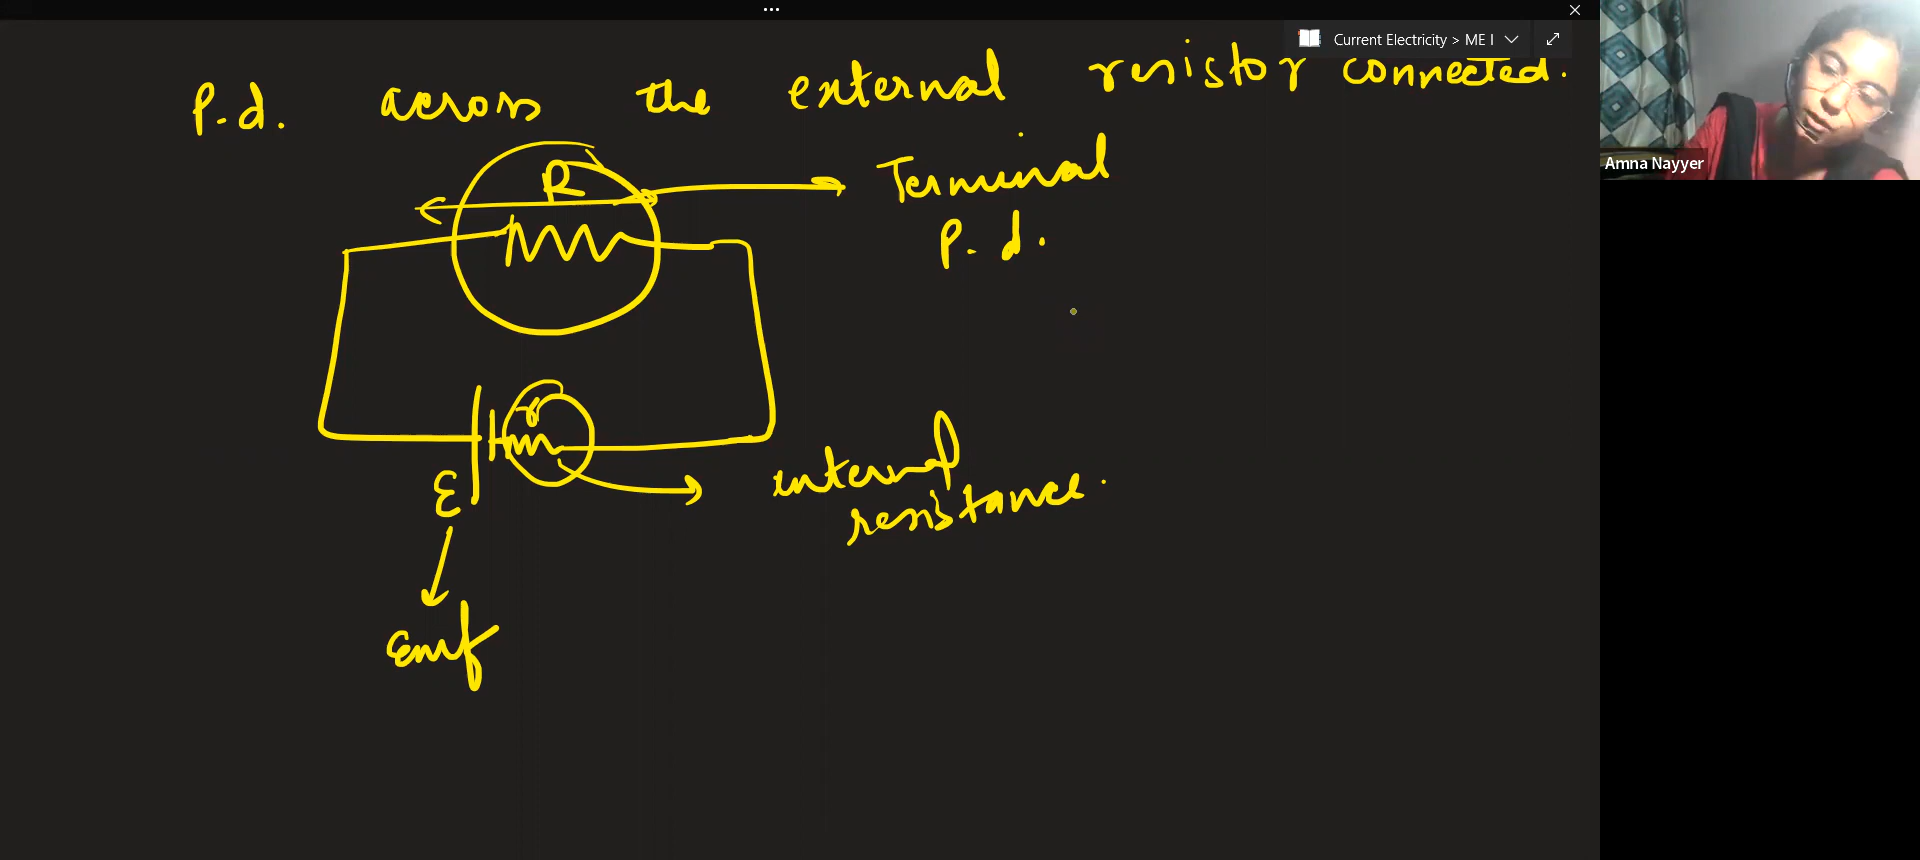 Current Electricity > ME I
P.d. across the external resistor connected.
R
Terminal
P.d.
Amna Nayyer
r
internal
resistance.
ε
Emf